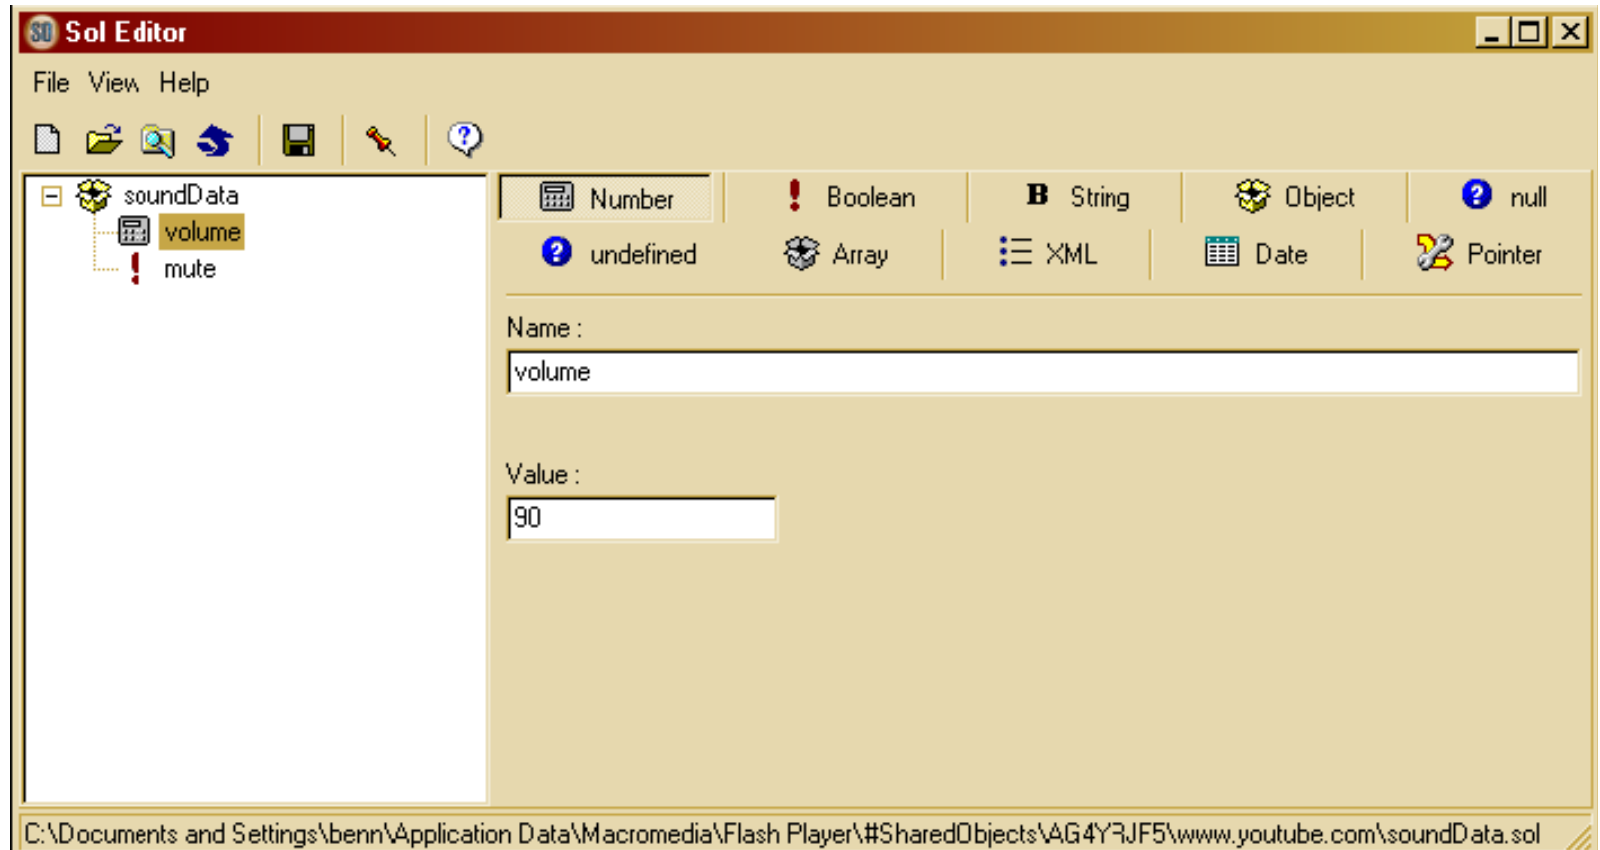 Sol Editor
File View Help
soundData
volume
mute
Number Boolean String Object null
undefined Array XML Date Pointer
Name :
volume
Value :
90
C:\Documents and Settings\benn\Application Data\Macromedia\Flash Player\#SharedObjects\AG4YRJF5\www.youtube.com\soundData.sol